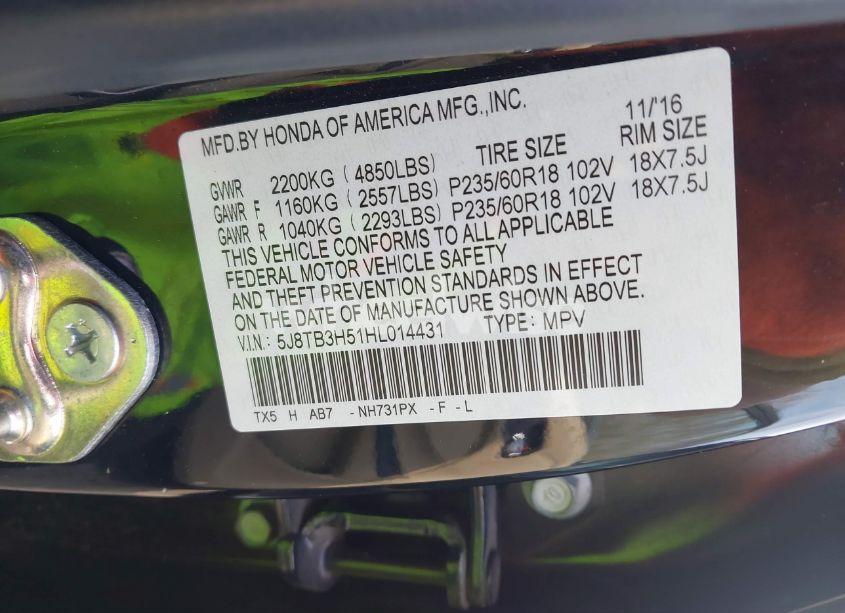 MFD.BY HONDA OF AMERICA MFG.,INC. 11/'16
TIRE SIZE RIM SIZE
GVWR 2200KG ( 4850LBS)
GAWR F 1160KG ( 2557LBS) P235/60R18 102V 18X7.5J
GAWR R 1040KG ( 2293LBS) P235/60R18 102V 18X7.5J
THIS VEHICLE CONFORMS TO ALL APPLICABLE
FEDERAL MOTOR VEHICLE SAFETY
AND THEFT PREVENTION STANDARDS IN EFFECT
ON THE DATE OF MANUFACTURE SHOWN ABOVE.
V.I.N: 5J8TB3H51HL014431 TYPE: MPV
TX5 H AB7 -NH731PX -F -L